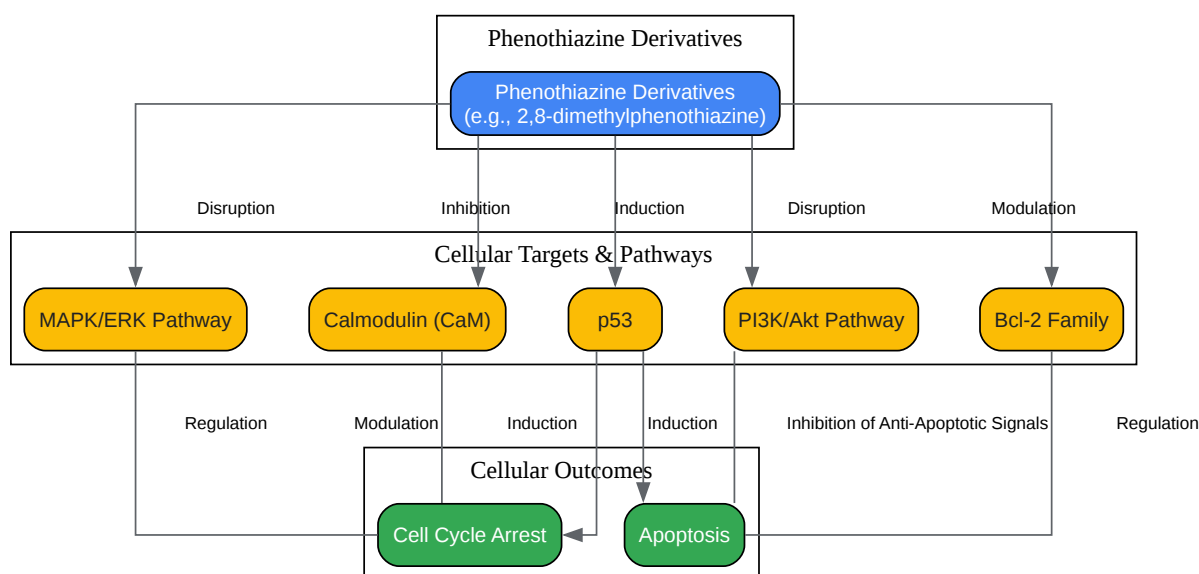 Phenothiazine Derivatives
Phenothiazine Derivatives
(e.g., 2,8-dimethylphenothiazine)
Disruption
Inhibition
Induction
Disruption
Modulation
Cellular Targets & Pathways
MAPK/ERK Pathway
Calmodulin (CaM)
p53
PI3K/Akt Pathway
Bcl-2 Family
Regulation
Modulation
Induction
Induction
Inhibition of Anti-Apoptotic Signals
Regulation
Cellular Outcomes
Cell Cycle Arrest
Apoptosis